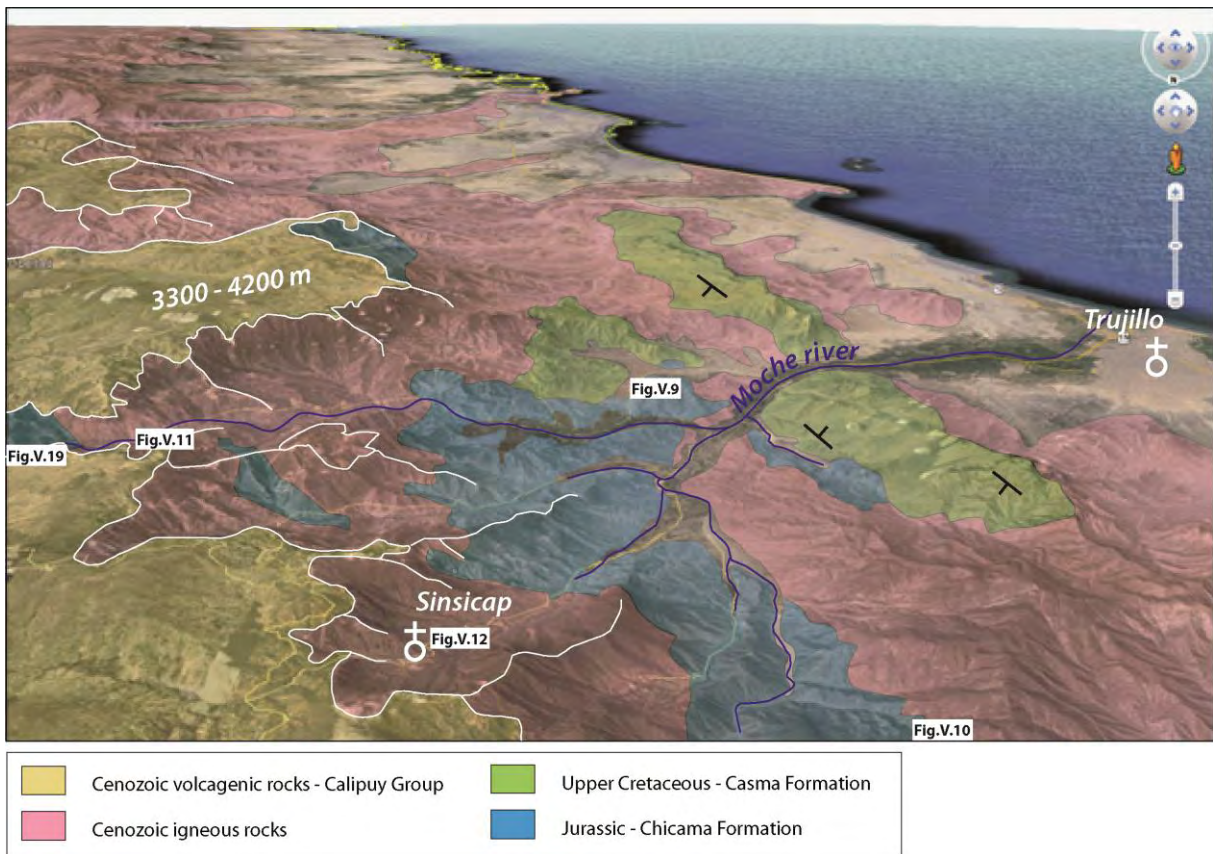 N
3300 - 4200 m
Trujillo
Moche river
Fig.V.9
Fig.V.11
Fig.V.19
Sinsicap
Fig.V.12
Fig.V.10
Cenozoic volcagenic rocks - Calipuy Group
Upper Cretaceous - Casma Formation
Cenozoic igneous rocks
Jurassic - Chicama Formation